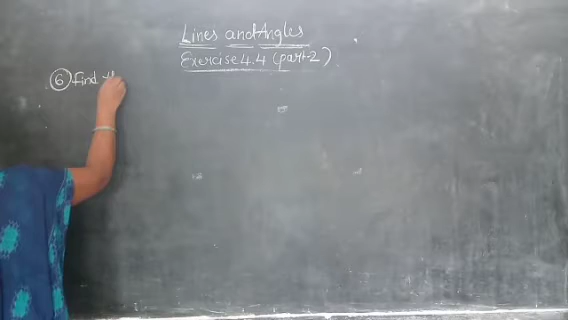 Lines and Angles
Exercise 4.4 (part-2)
⑥ Find